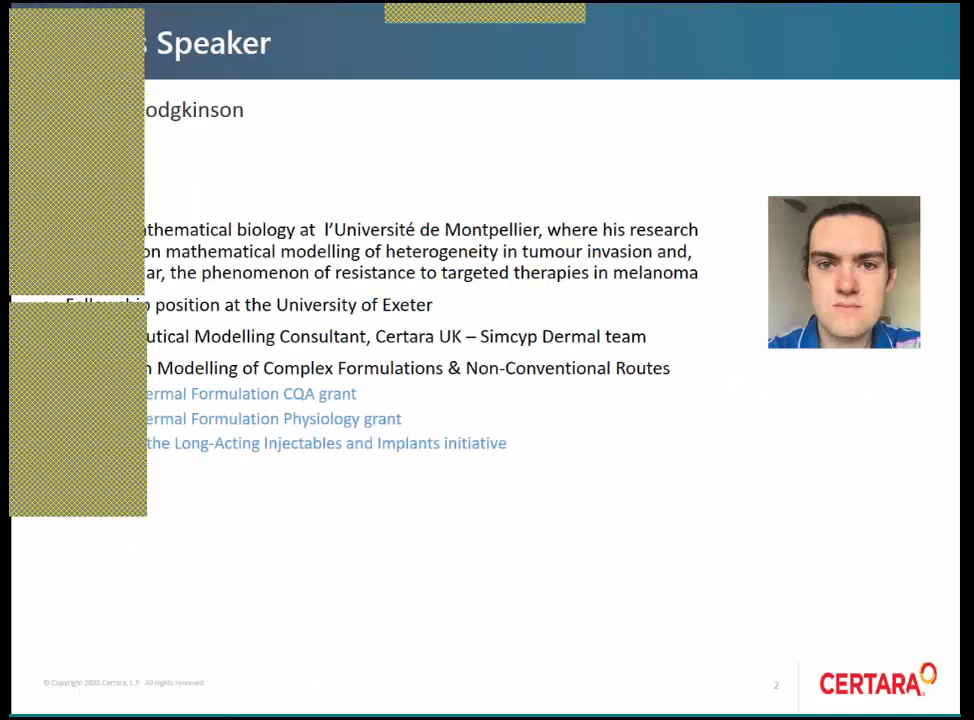 Speaker
odgkinson
athematical biology at l'Université de Montpellier, where his research
on mathematical modelling of heterogeneity in tumour invasion and,
ar, the phenomenon of resistance to targeted therapies in melanoma
position at the University of Exeter
utical Modelling Consultant, Certara UK – Simcyp Dermal team
Modelling of Complex Formulations & Non-Conventional Routes
ermal Formulation CQA grant
ermal Formulation Physiology grant
the Long-Acting Injectables and Implants initiative
© Copyright 2020 Certara, L.P. All rights reserved.
2
CERTARA